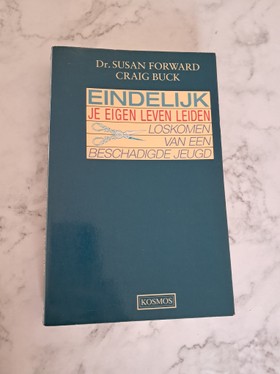 Dr. SUSAN FORWARD
CRAIG BUCK
EINDELIJK
JE EIGEN LEVEN LEIDEN
LOSKOMEN
VAN EEN
BESCHADIGDE JEUGD
KOSMOS